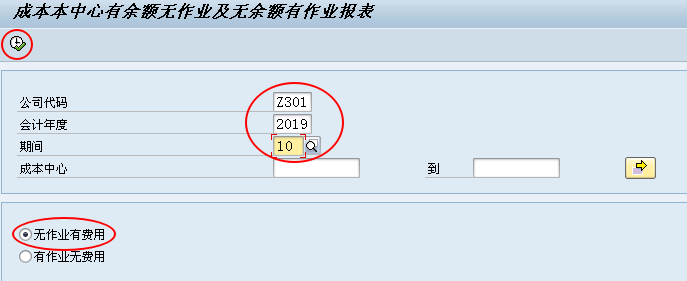 成本本中心有余额无作业及无余额有作业报表
公司代码 Z301
会计年度 2019
期间 10
成本中心 到
无作业有费用
有作业无费用